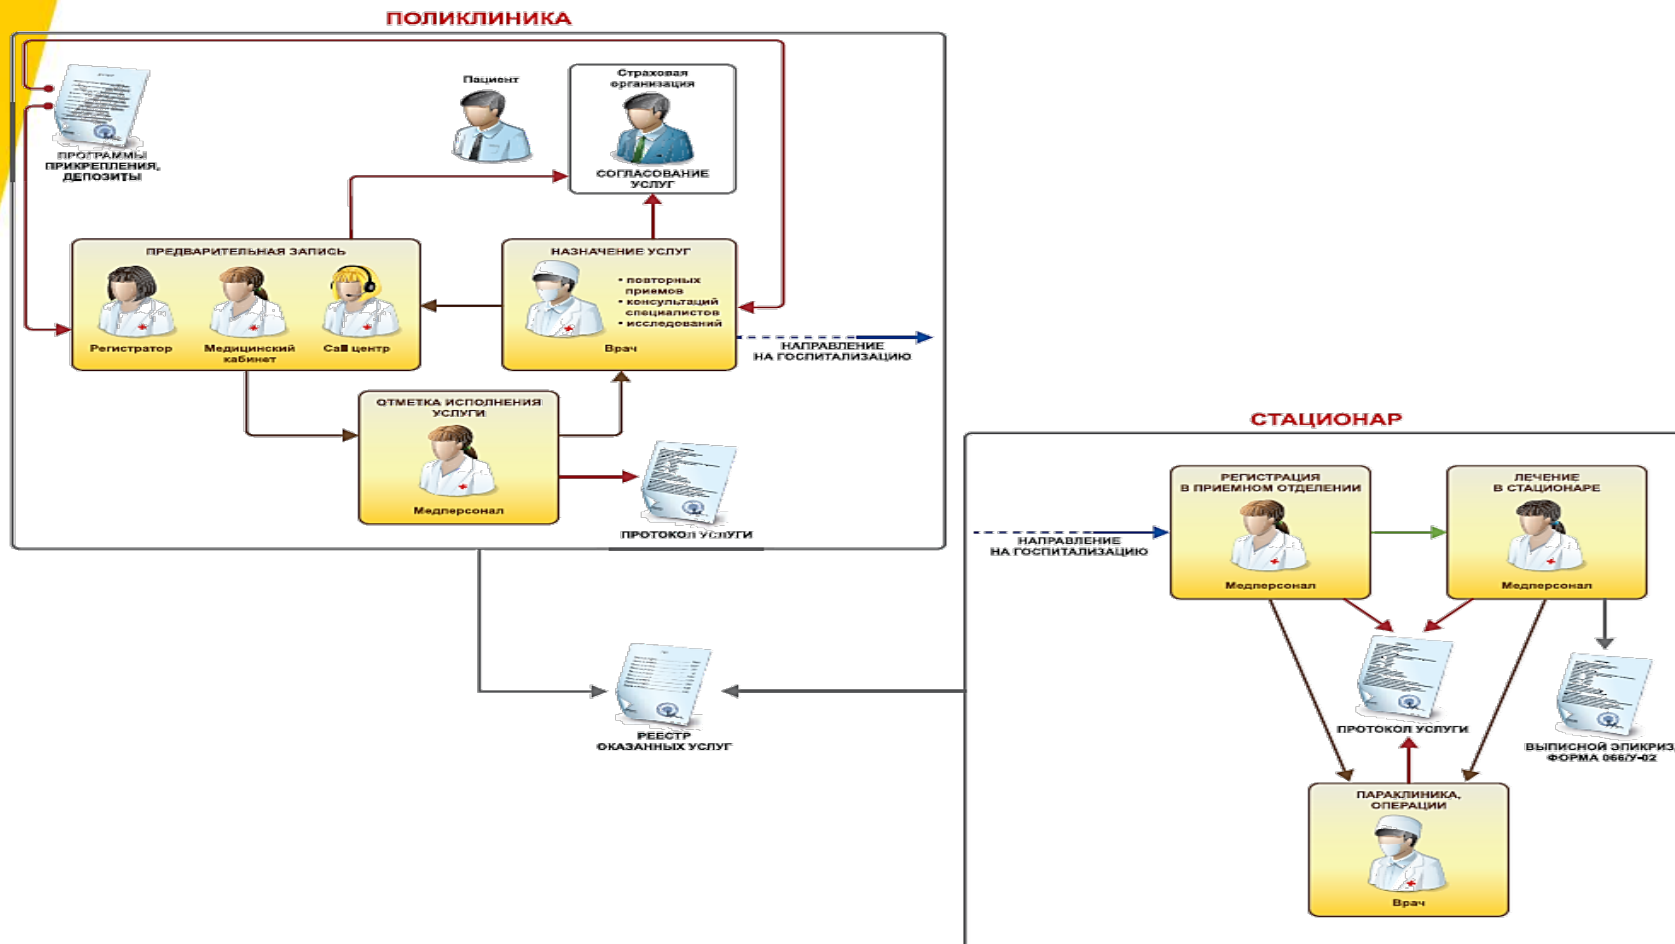 ПОЛИКЛИНИКА
ПРОГРАММЫ
ПРИКРЕПЛЕНИЯ,
ДЕПОЗИТЫ
Пациент
Страховая
организация
СОГЛАСОВАНИЕ
УСЛУГ
ПРЕДВАРИТЕЛЬНАЯ ЗАПИСЬ
Регистратор
Медицинский
кабинет
Call центр
НАЗНАЧЕНИЕ УСЛУГ
• повторных
приемов
• консультаций
специалистов
• исследований
Врач
НАПРАВЛЕНИЕ
НА ГОСПИТАЛИЗАЦИЮ
ОТМЕТКА ИСПОЛНЕНИЯ
УСЛУГИ
Медперсонал
ПРОТОКОЛ УСЛУГИ
РЕЕСТР
ОКАЗАННЫХ УСЛУГ
СТАЦИОНАР
НАПРАВЛЕНИЕ
НА ГОСПИТАЛИЗАЦИЮ
РЕГИСТРАЦИЯ
В ПРИЕМНОМ ОТДЕЛЕНИИ
Медперсонал
ЛЕЧЕНИЕ
В СТАЦИОНАРЕ
Медперсонал
ПРОТОКОЛ УСЛУГИ
ВЫПИСНОЙ ЭПИКРИЗ,
ФОРМА 066/У-02
ПАРАКЛИНИКА,
ОПЕРАЦИИ
Врач